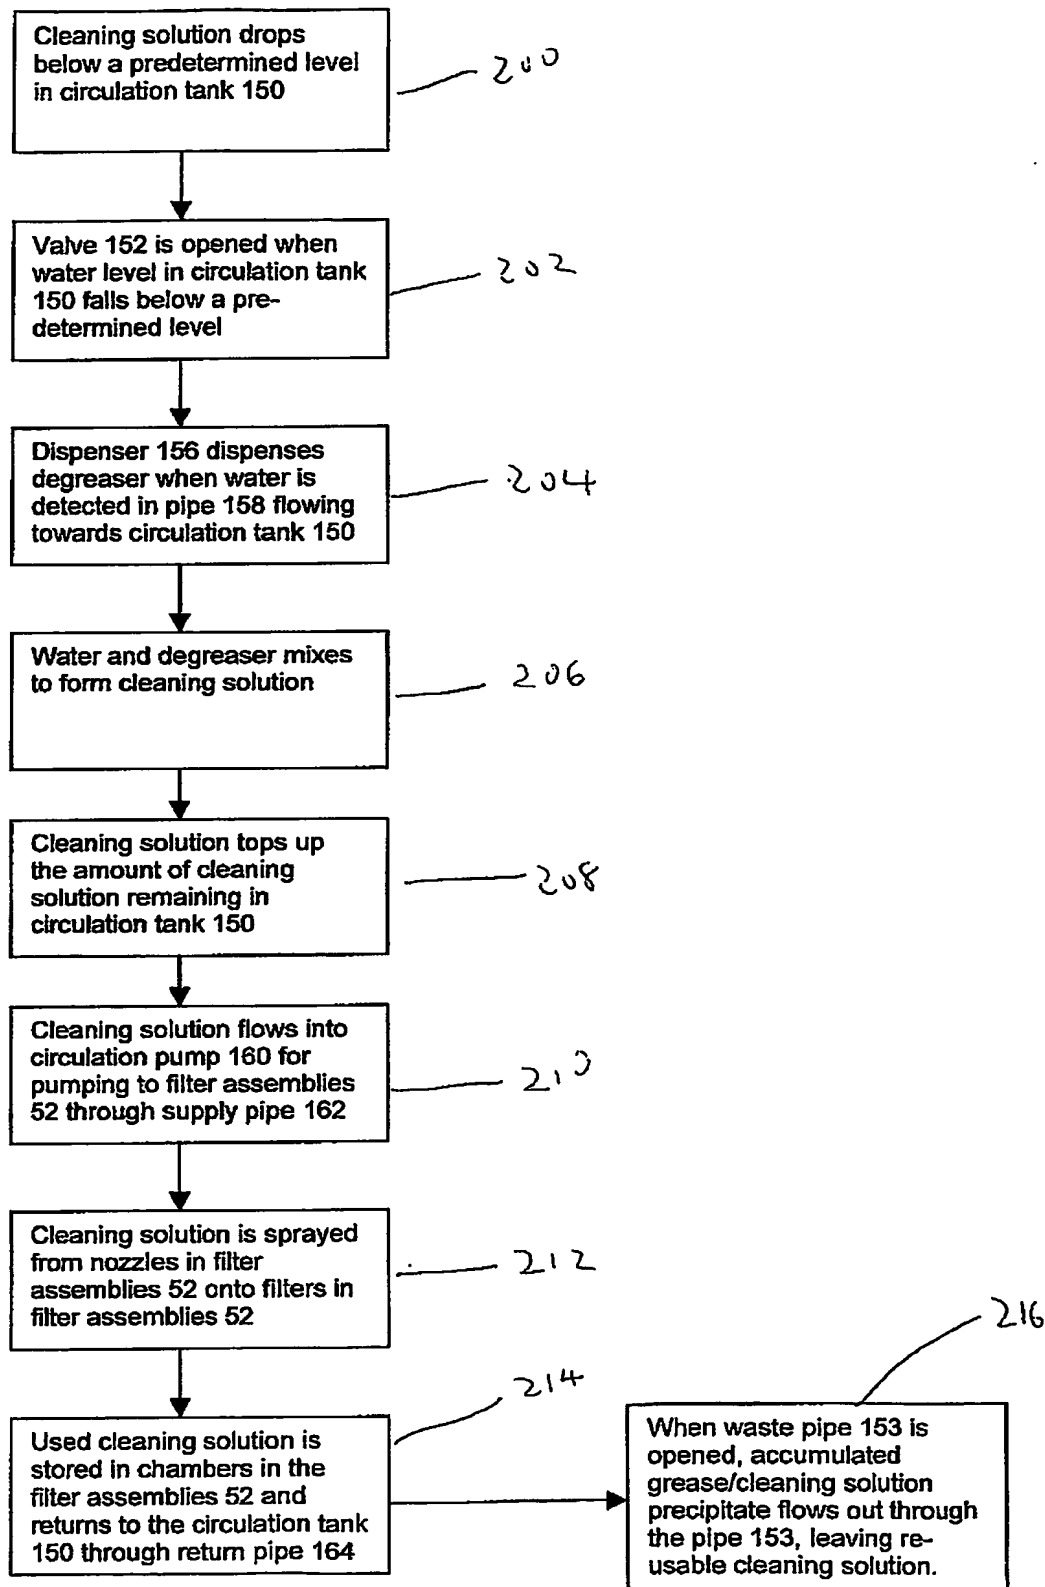 Cleaning solution drops
below a predetermined level
in circulation tank 150
200
Valve 152 is opened when
water level in circulation tank
150 falls below a pre-
determined level
202
Dispenser 156 dispenses
degreaser when water is
detected in pipe 158 flowing
towards circulation tank 150
204
Water and degreaser mixes
to form cleaning solution
206
Cleaning solution tops up
the amount of cleaning
solution remaining in
circulation tank 150
208
Cleaning solution flows into
circulation pump 160 for
pumping to filter assemblies
52 through supply pipe 162
210
Cleaning solution is sprayed
from nozzles in filter
assemblies 52 onto filters in
filter assemblies 52
212
Used cleaning solution is
stored in chambers in the
filter assemblies 52 and
returns to the circulation tank
150 through return pipe 164
214
When waste pipe 153 is
opened, accumulated
grease/cleaning solution
precipitate flows out through
the pipe 153, leaving re-
usable cleaning solution.
216